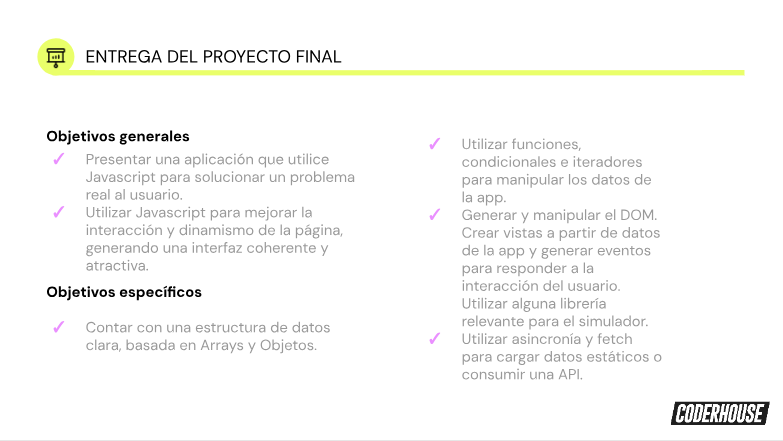 ENTREGA DEL PROYECTO FINAL
Objetivos generales
✓ Presentar una aplicación que utilice
Javascript para solucionar un problema
real al usuario.
✓ Utilizar Javascript para mejorar la
interacción y dinamismo de la página,
generando una interfaz coherente y
atractiva.
Objetivos específicos
✓ Contar con una estructura de datos
clara, basada en Arrays y Objetos.
✓ Utilizar funciones,
condicionales e iteradores
para manipular los datos de
la app.
✓ Generar y manipular el DOM.
Crear vistas a partir de datos
de la app y generar eventos
para responder a la
interacción del usuario.
Utilizar alguna librería
relevante para el simulador.
✓ Utilizar asincronía y fetch
para cargar datos estáticos o
consumir una API.
CODERHOUSE